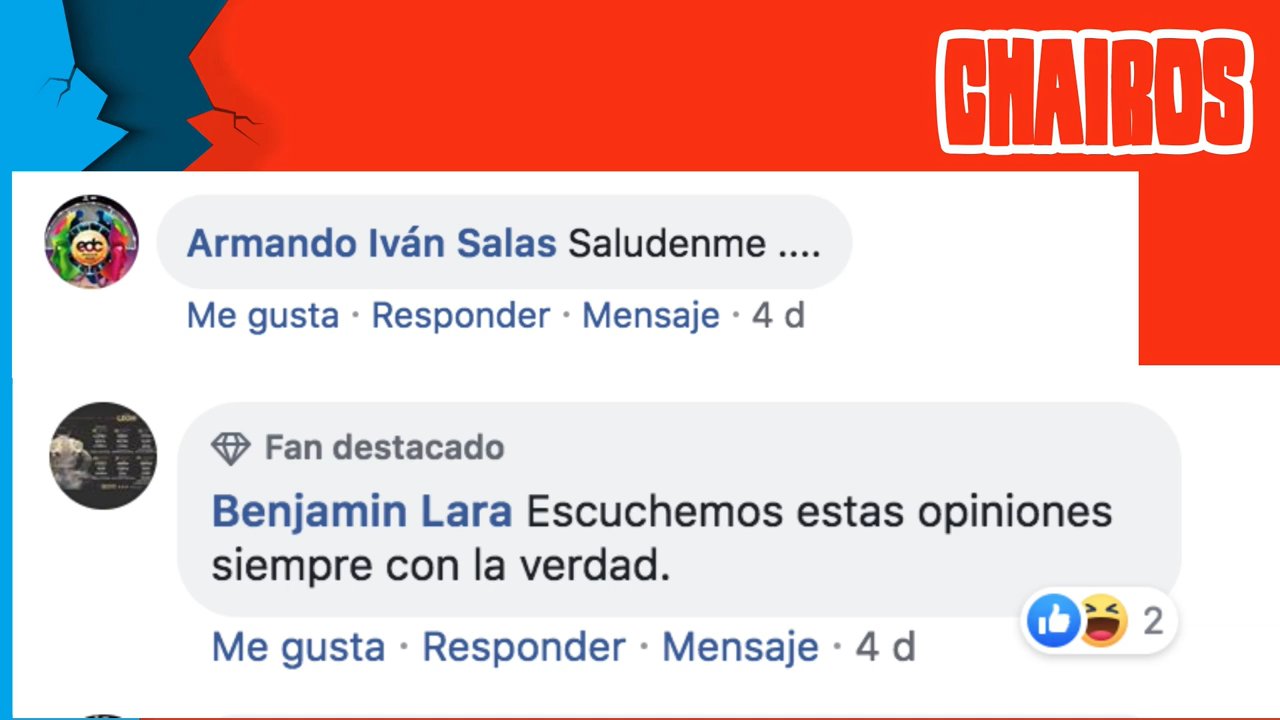 CHAIROS
edc
Armando Iván Salas Saludenme ....
Me gusta · Responder · Mensaje · 4 d
Fan destacado
Benjamin Lara Escuchemos estas opiniones
siempre con la verdad.
2
Me gusta · Responder · Mensaje · 4 d